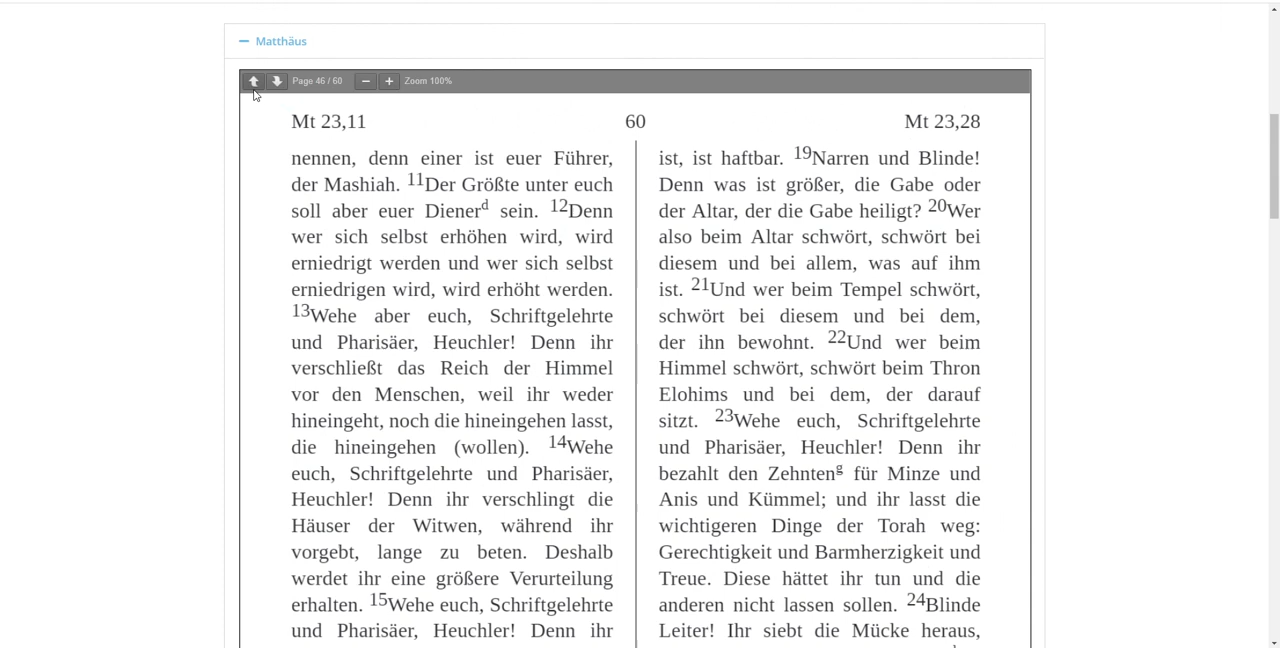 Matthäus
Page 46 / 60 Zoom 100%
Mt 23,11 60 Mt 23,28
nennen, denn einer ist euer Führer,
der Mashiah. 11Der Größte unter euch
soll aber euer Dienerd sein. 12Denn
wer sich selbst erhöhen wird, wird
erniedrigt werden und wer sich selbst
erniedrigen wird, wird erhöht werden.
13Wehe aber euch, Schriftgelehrte
und Pharisäer, Heuchler! Denn ihr
verschließt das Reich der Himmel
vor den Menschen, weil ihr weder
hineingeht, noch die hineingehen lasst,
die hineingehen (wollen). 14Wehe
euch, Schriftgelehrte und Pharisäer,
Heuchler! Denn ihr verschlingt die
Häuser der Witwen, während ihr
vorgebt, lange zu beten. Deshalb
werdet ihr eine größere Verurteilung
erhalten. 15Wehe euch, Schriftgelehrte
und Pharisäer, Heuchler! Denn ihr
ist, ist haftbar. 19Narren und Blinde!
Denn was ist größer, die Gabe oder
der Altar, der die Gabe heiligt? 20Wer
also beim Altar schwört, schwört bei
diesem und bei allem, was auf ihm
ist. 21Und wer beim Tempel schwört,
schwört bei diesem und bei dem,
der ihn bewohnt. 22Und wer beim
Himmel schwört, schwört beim Thron
Elohims und bei dem, der darauf
sitzt. 23Wehe euch, Schriftgelehrte
und Pharisäer, Heuchler! Denn ihr
bezahlt den Zehnteng für Minze und
Anis und Kümmel; und ihr lasst die
wichtigeren Dinge der Torah weg:
Gerechtigkeit und Barmherzigkeit und
Treue. Diese hättet ihr tun und die
anderen nicht lassen sollen. 24Blinde
Leiter! Ihr siebt die Mücke heraus,